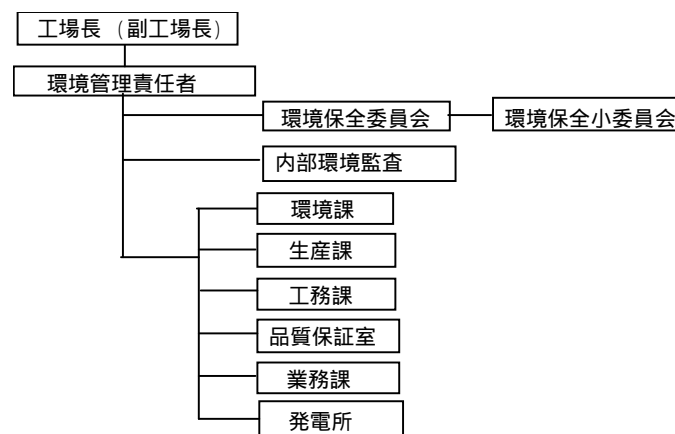 工場長 （副工場長）
環境管理責任者
環境保全委員会
環境保全小委員会
内部環境監査
環境課
生産課
工務課
品質保証室
業務課
発電所